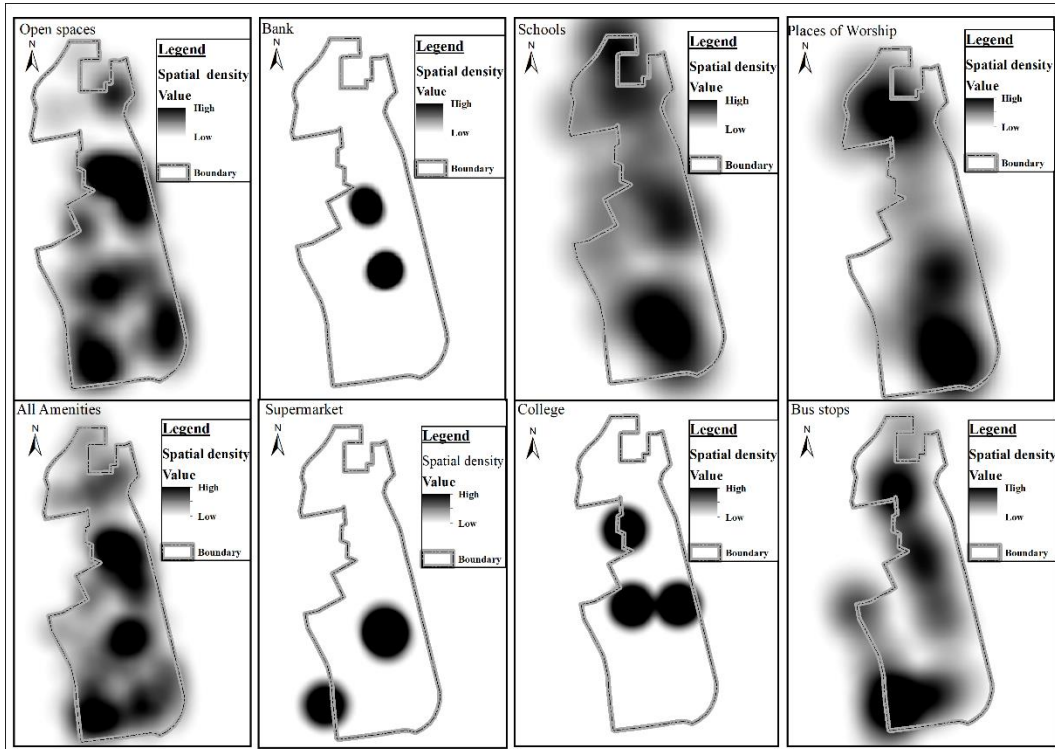 Open spaces
N
Legend
Spatial density
Value
High
Low
Boundary
Bank
N
Legend
Spatial density
Value
High
Low
Boundary
Schools
N
Legend
Spatial density
Value
High
Low
Boundary
Places of Worship
N
Legend
Spatial density
Value
High
Low
Boundary
All Amenities
N
Legend
Spatial density
Value
High
Low
Boundary
Supermarket
N
Legend
Spatial density
Value
High
Low
Boundary
College
N
Legend
Spatial density
Value
High
Low
Boundary
Bus stops
N
Legend
Spatial density
Value
High
Low
Boundary